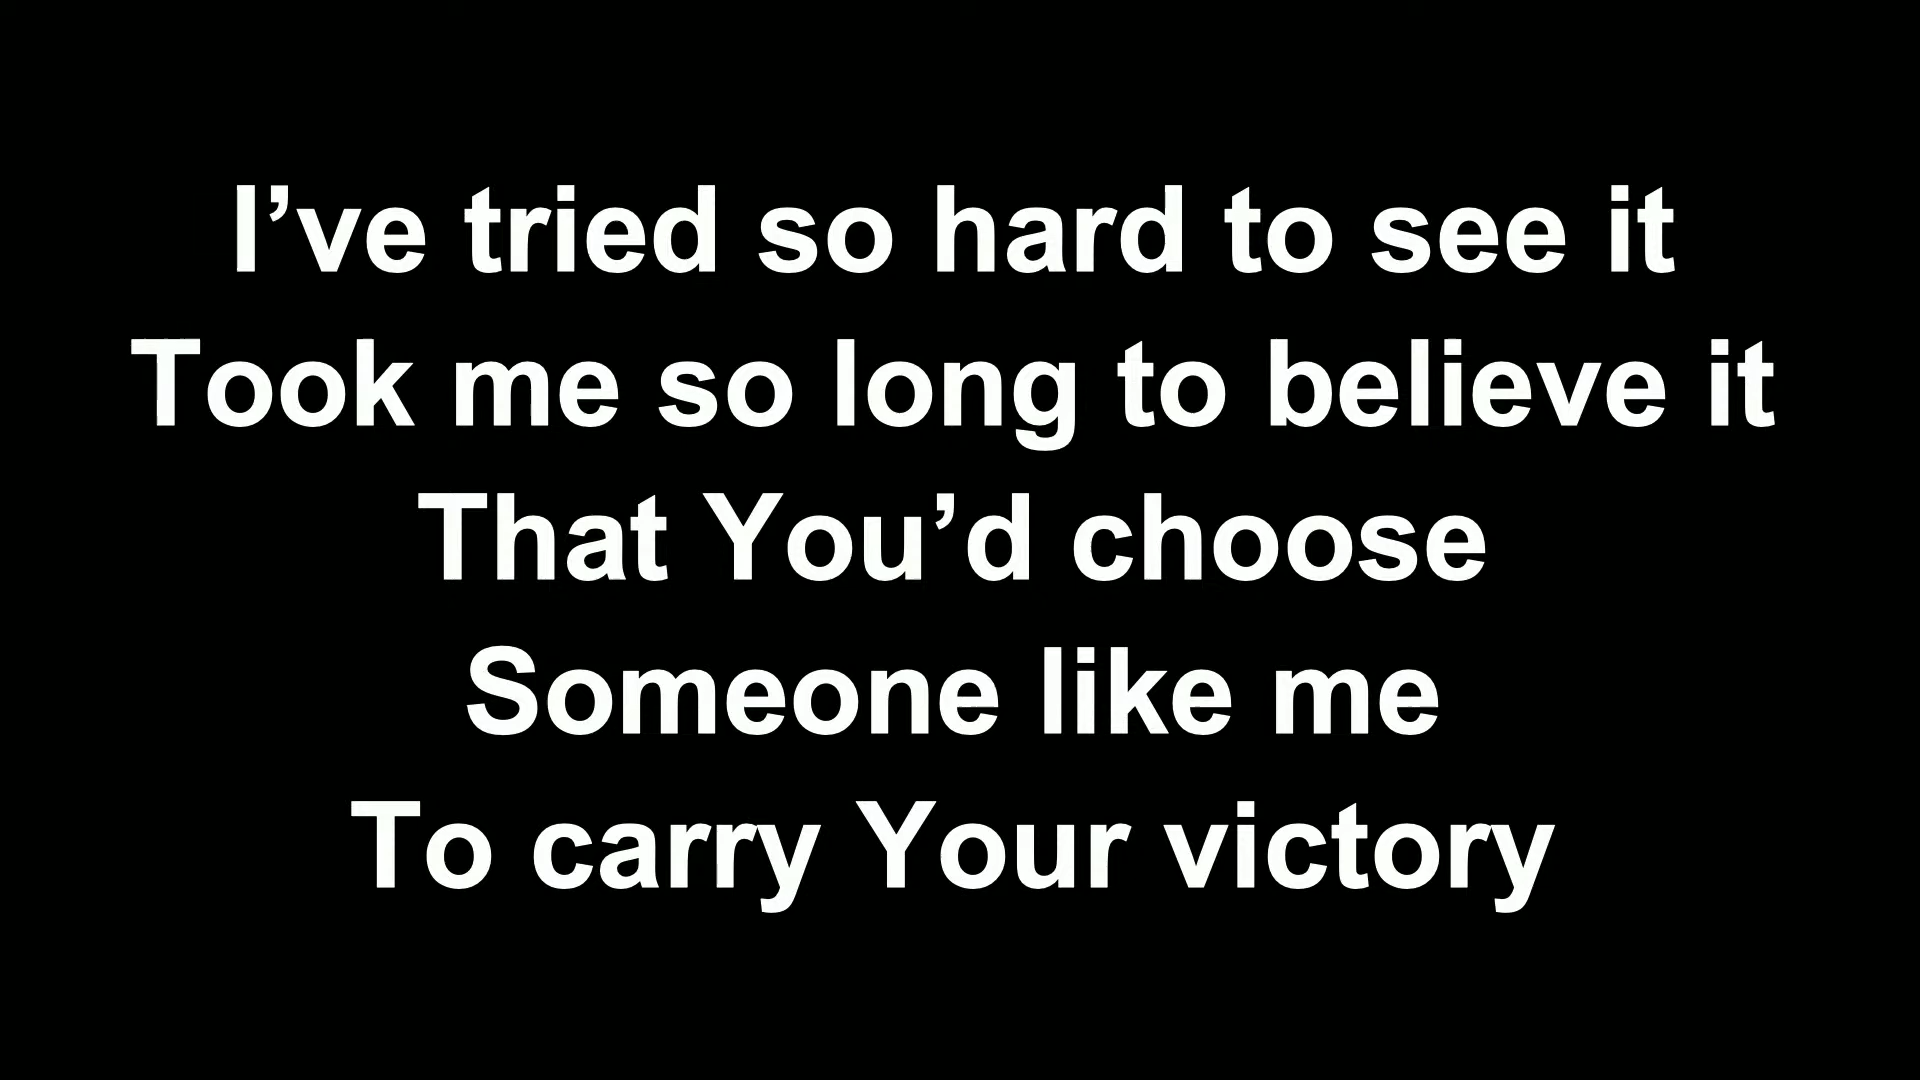 I’ve tried so hard to see it
Took me so long to believe it
That You’d choose
Someone like me
To carry Your victory